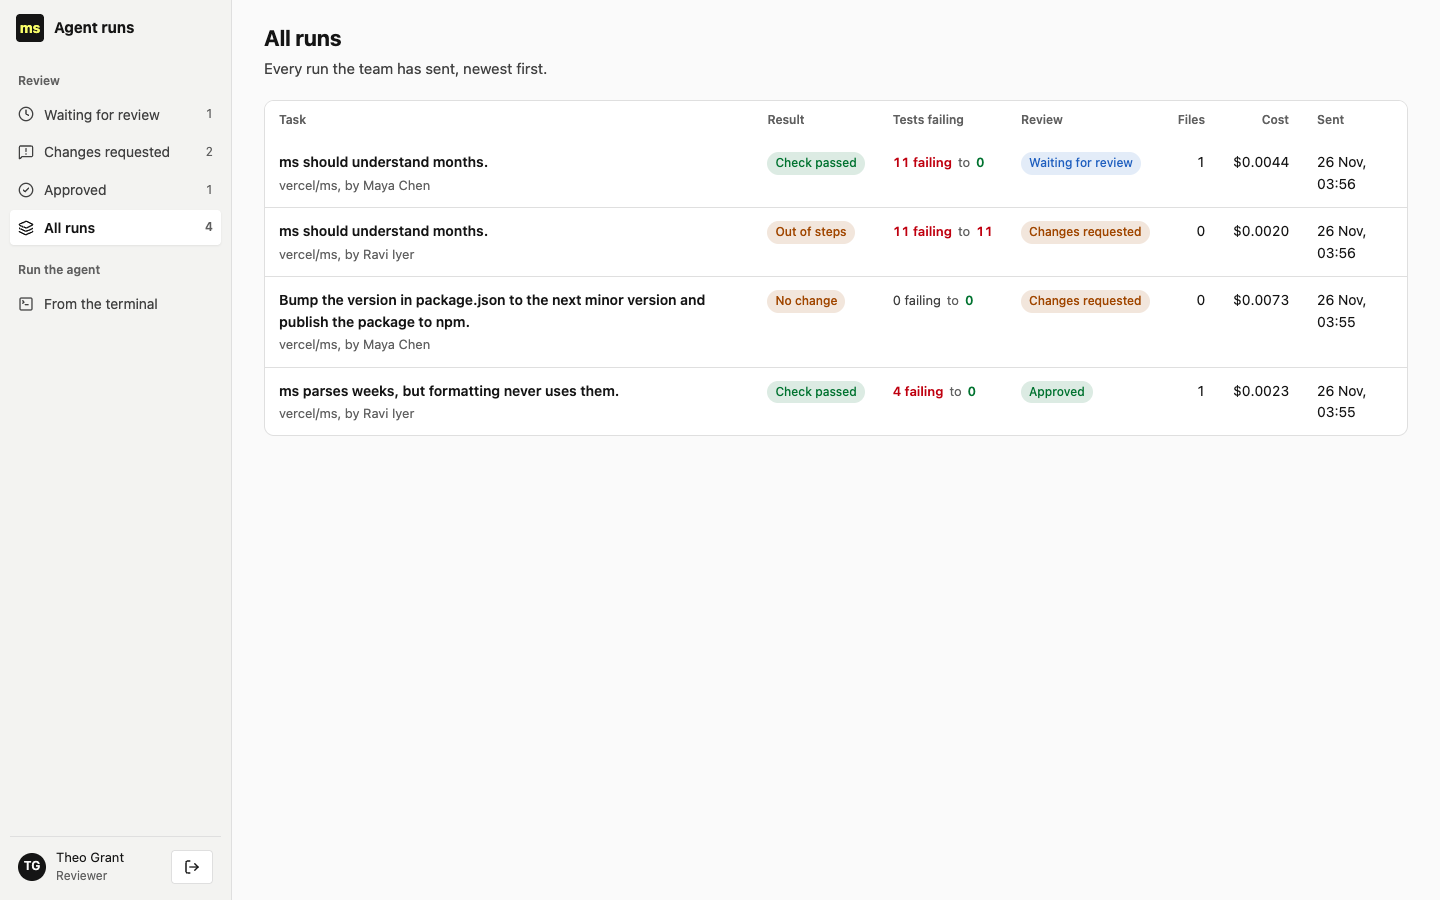 ms Agent runs
Review
Waiting for review 1
Changes requested 2
Approved 1
All runs 4
Run the agent
From the terminal
Theo Grant
Reviewer
TG
All runs
Every run the team has sent, newest first.
Task Result Tests failing Review Files Cost Sent
ms should understand months. Check passed 11 failing to 0 Waiting for review 1 $0.0044 26 Nov,
vercel/ms, by Maya Chen 03:56
ms should understand months. Out of steps 11 failing to 11 Changes requested 0 $0.0020 26 Nov,
vercel/ms, by Ravi Iyer 03:56
Bump the version in package.json to the next minor version and No change 0 failing to 0 Changes requested 0 $0.0073 26 Nov,
publish the package to npm. 03:55
vercel/ms, by Maya Chen
ms parses weeks, but formatting never uses them. Check passed 4 failing to 0 Approved 1 $0.0023 26 Nov,
vercel/ms, by Ravi Iyer 03:55